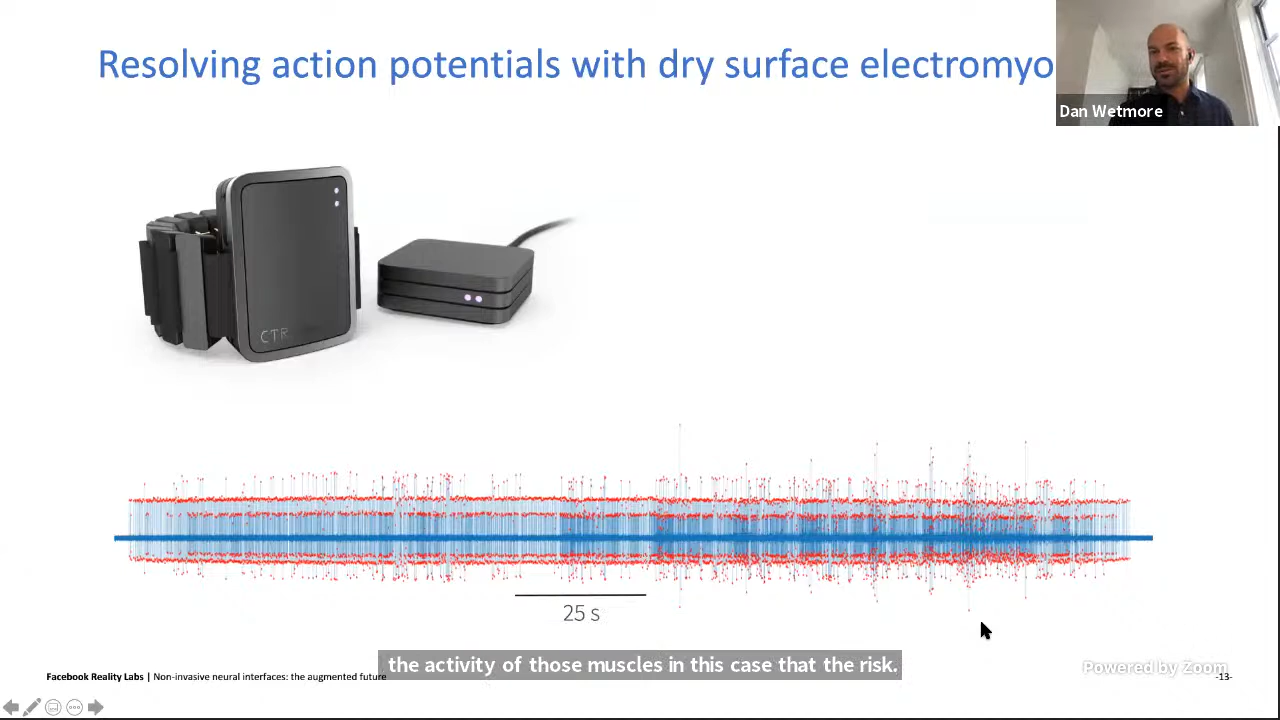 Resolving action potentials with dry surface electromyo
Dan Wetmore
CTR
25 s
the activity of those muscles in this case that the risk.
Facebook Reality Labs | Non-invasive neural interfaces: the augmented future
Powered by Zoom
-13-